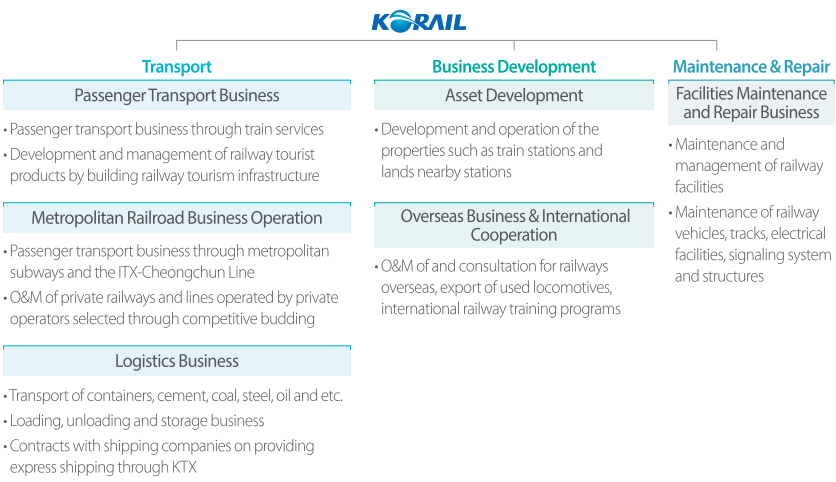 KORAIL
Transport
Passenger Transport Business
• Passenger transport business through train services
• Development and management of railway tourist
products by building railway tourism infrastructure
Metropolitan Railroad Business Operation
• Passenger transport business through metropolitan
subways and the ITX-Cheongchun Line
• O&M of private railways and lines operated by private
operators selected through competitive budding
Logistics Business
• Transport of containers, cement, coal, steel, oil and etc.
• Loading, unloading and storage business
• Contracts with shipping companies on providing
express shipping through KTX
Business Development
Asset Development
• Development and operation of the
properties such as train stations and
lands nearby stations
Overseas Business & International
Cooperation
• O&M of and consultation for railways
overseas, export of used locomotives,
international railway training programs
Maintenance & Repair
Facilities Maintenance
and Repair Business
• Maintenance and
management of railway
facilities
• Maintenance of railway
vehicles, tracks, electrical
facilities, signaling system
and structures